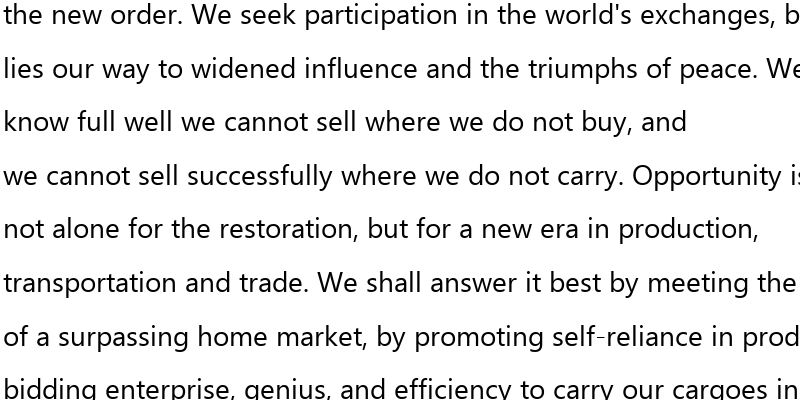 the new order. We seek participation in the world's exchanges, b
lies our way to widened influence and the triumphs of peace. We
know full well we cannot sell where we do not buy, and
we cannot sell successfully where we do not carry. Opportunity is
not alone for the restoration, but for a new era in production,
transportation and trade. We shall answer it best by meeting the
of a surpassing home market, by promoting self-reliance in prod
bidding enterprise, genius, and efficiency to carry our cargoes in